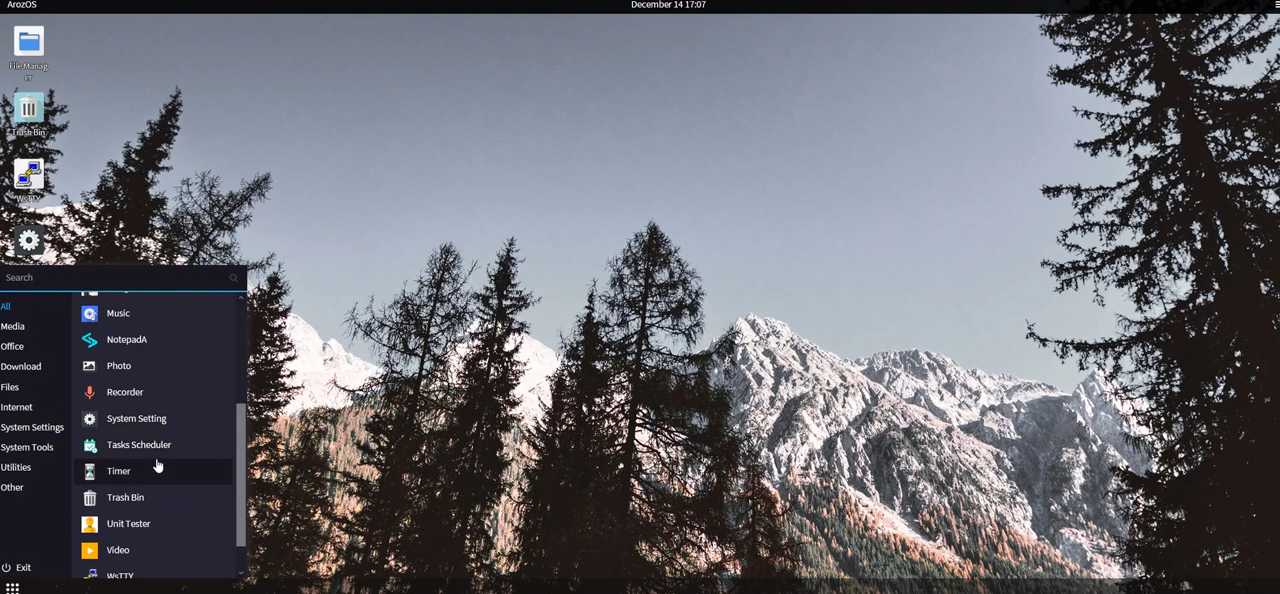 ArozOS
December 14 17:07
File Manag
er
Trash Bin
WsTTY
Search
All
Media
Office
Download
Files
Internet
System Settings
System Tools
Utilities
Other
Exit
Music
NotepadA
Photo
Recorder
System Setting
Tasks Scheduler
Timer
Trash Bin
Unit Tester
Video
WsTTY